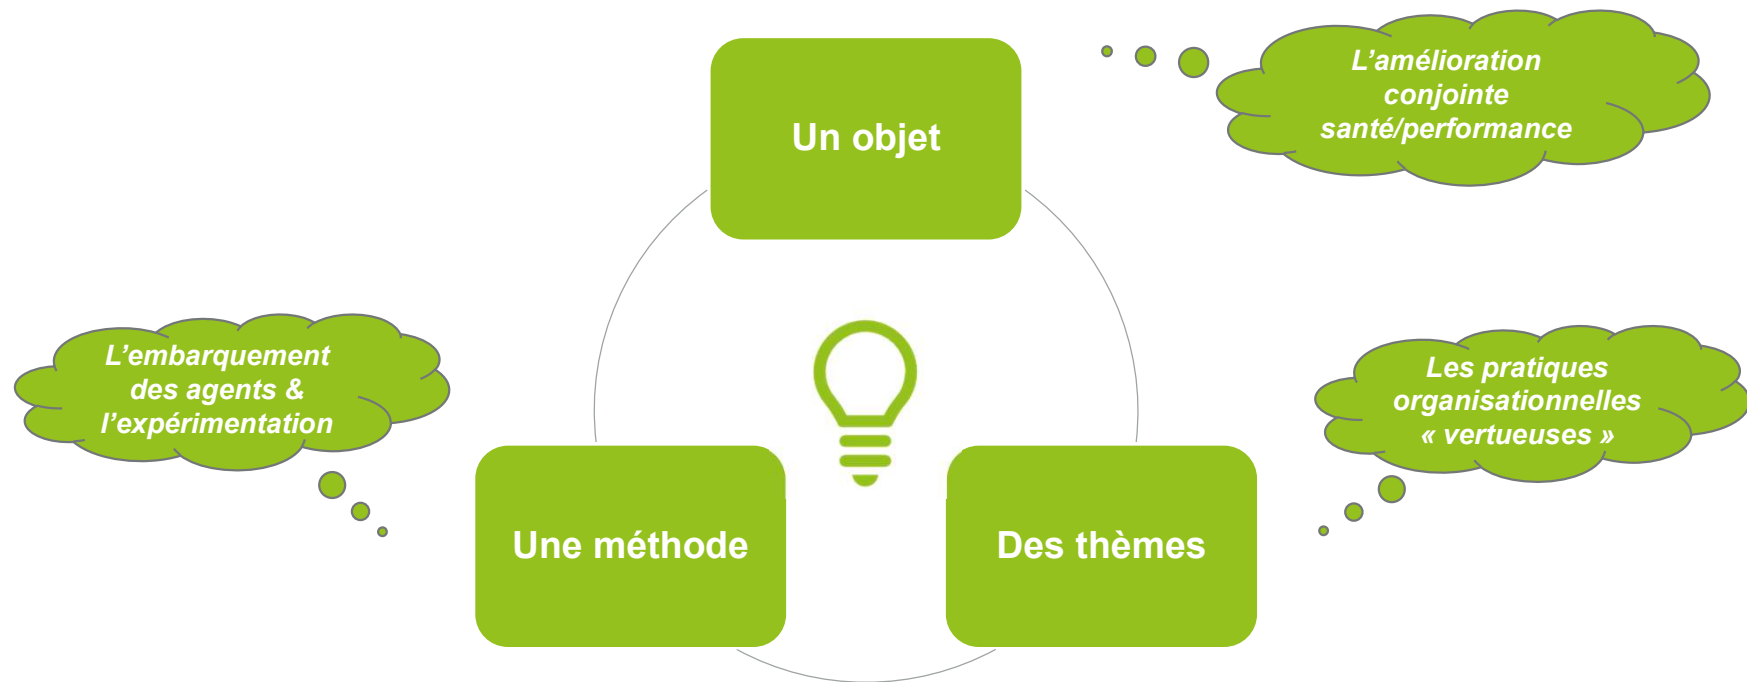 Un objet
L’amélioration
conjointe
santé/performance
L’embarquement
des agents &
l’expérimentation
Les pratiques
organisationnelles
« vertueuses »
Une méthode
Des thèmes